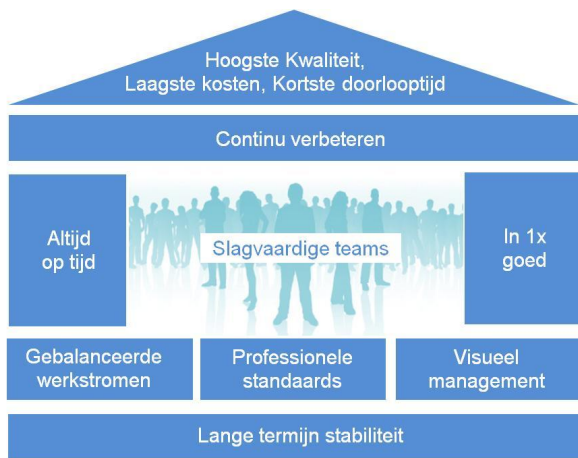 Hoogste Kwaliteit,
Laagste kosten, Kortste doorlooptijd
Continu verbeteren
Altijd
op tijd
Slagvaardige teams
In 1x
goed
Gebalanceerde
werkstromen
Professionele
standaards
Visueel
management
Lange termijn stabiliteit